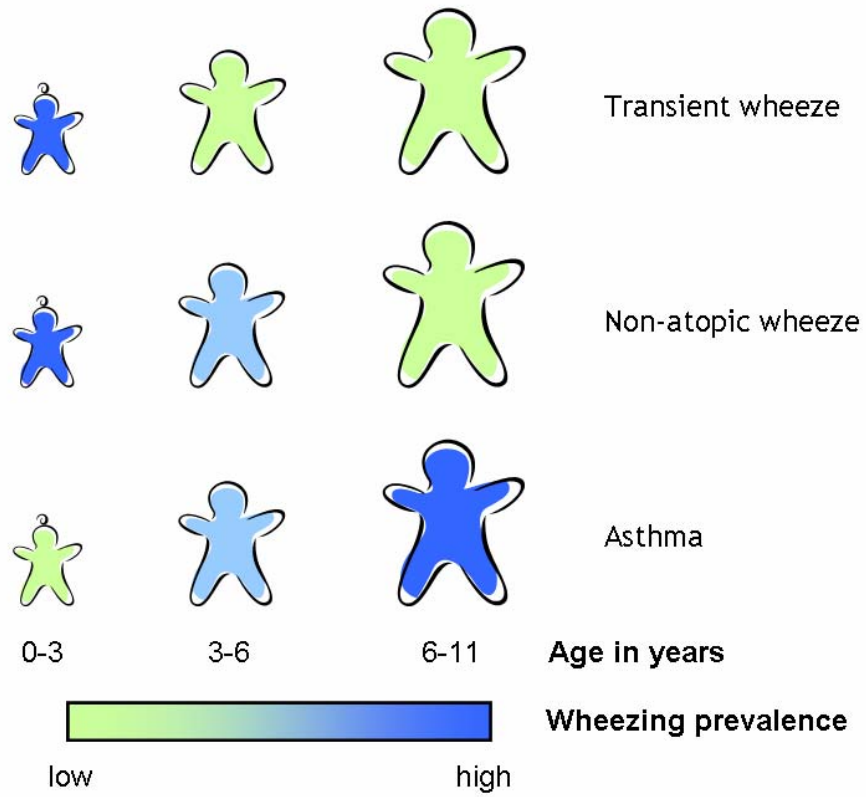 Transient wheeze
Non-atopic wheeze
Asthma
0-3 3-6 6-11 Age in years
Wheezing prevalence
low high